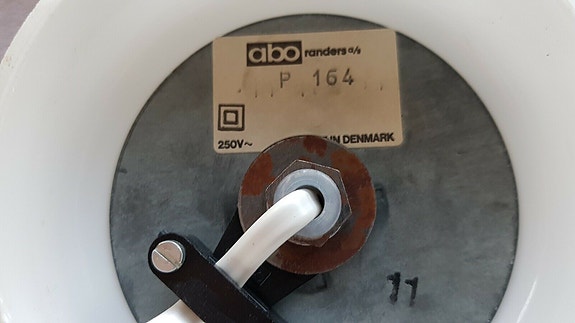 abo randers a/s
P 164
250V~ IN DENMARK
11